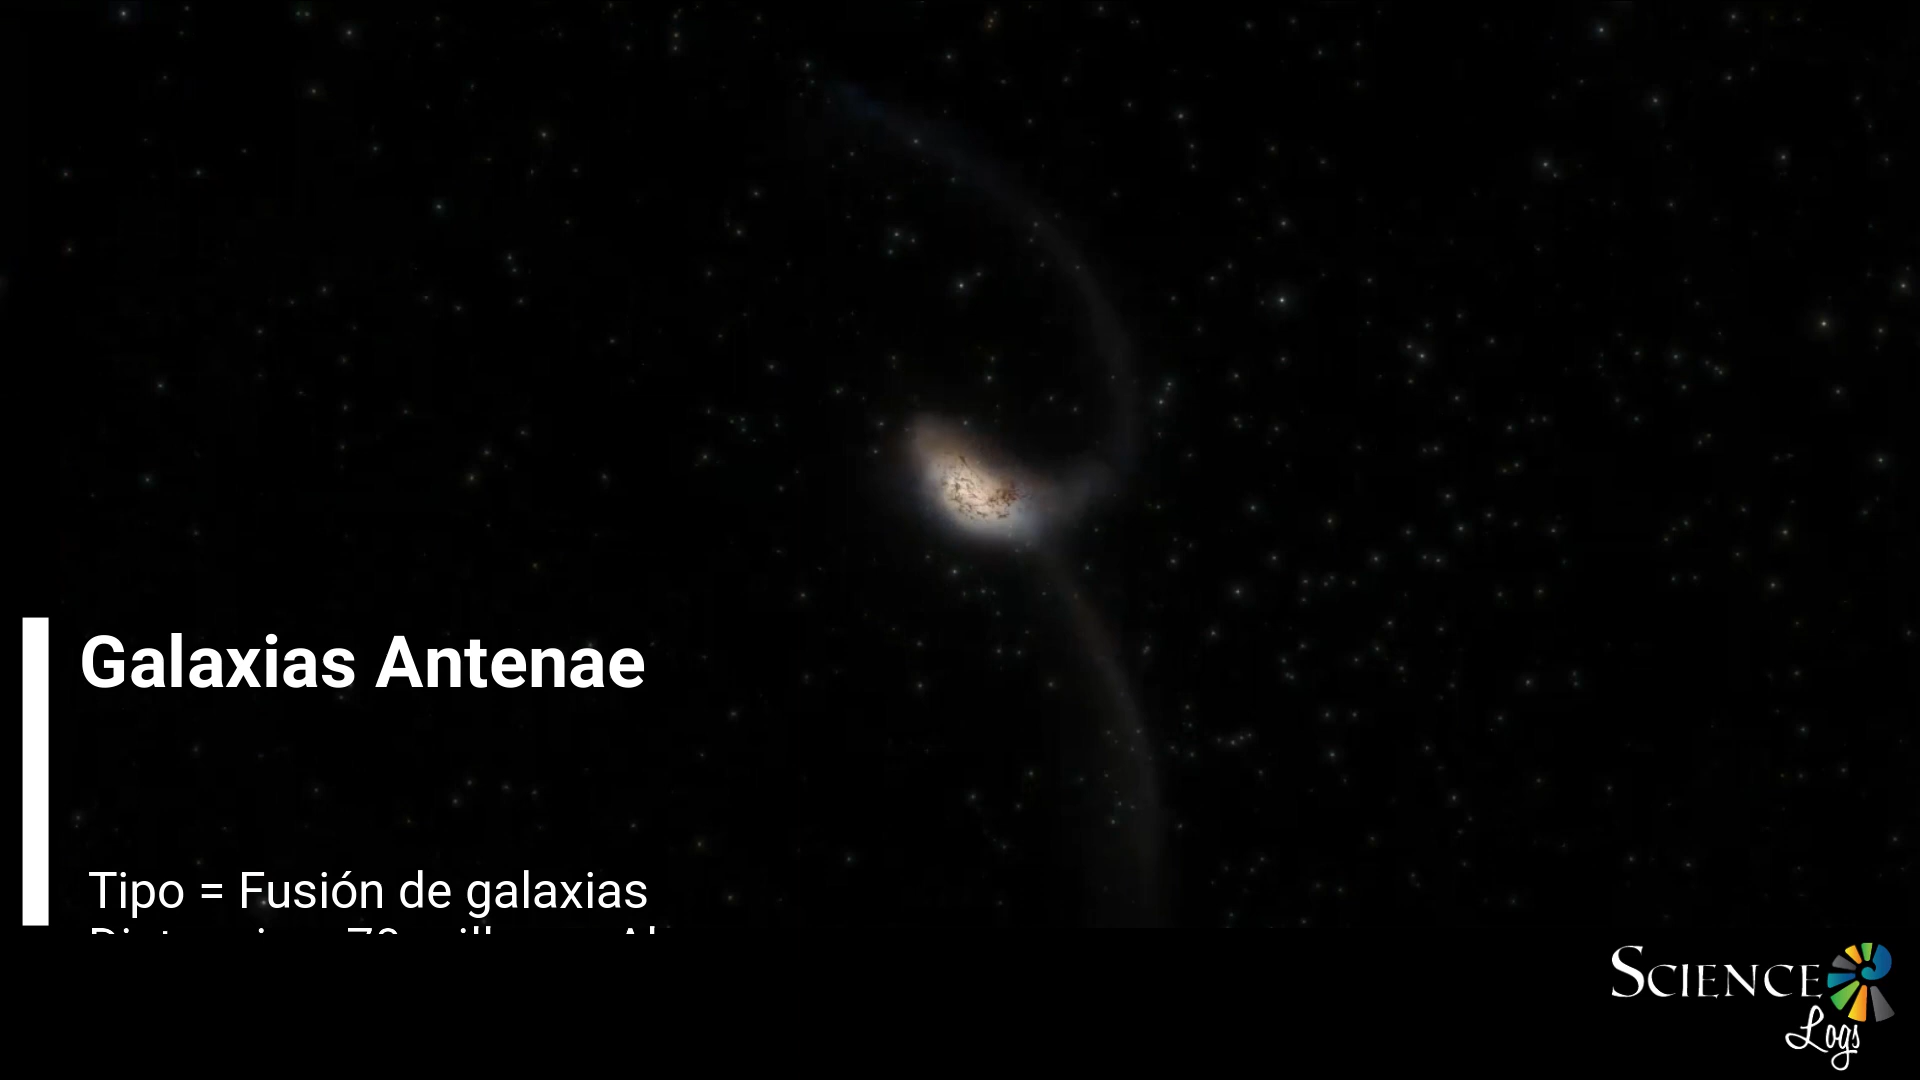 Galaxias Antenae
Tipo = Fusión de galaxias
SCIENCE
Logs